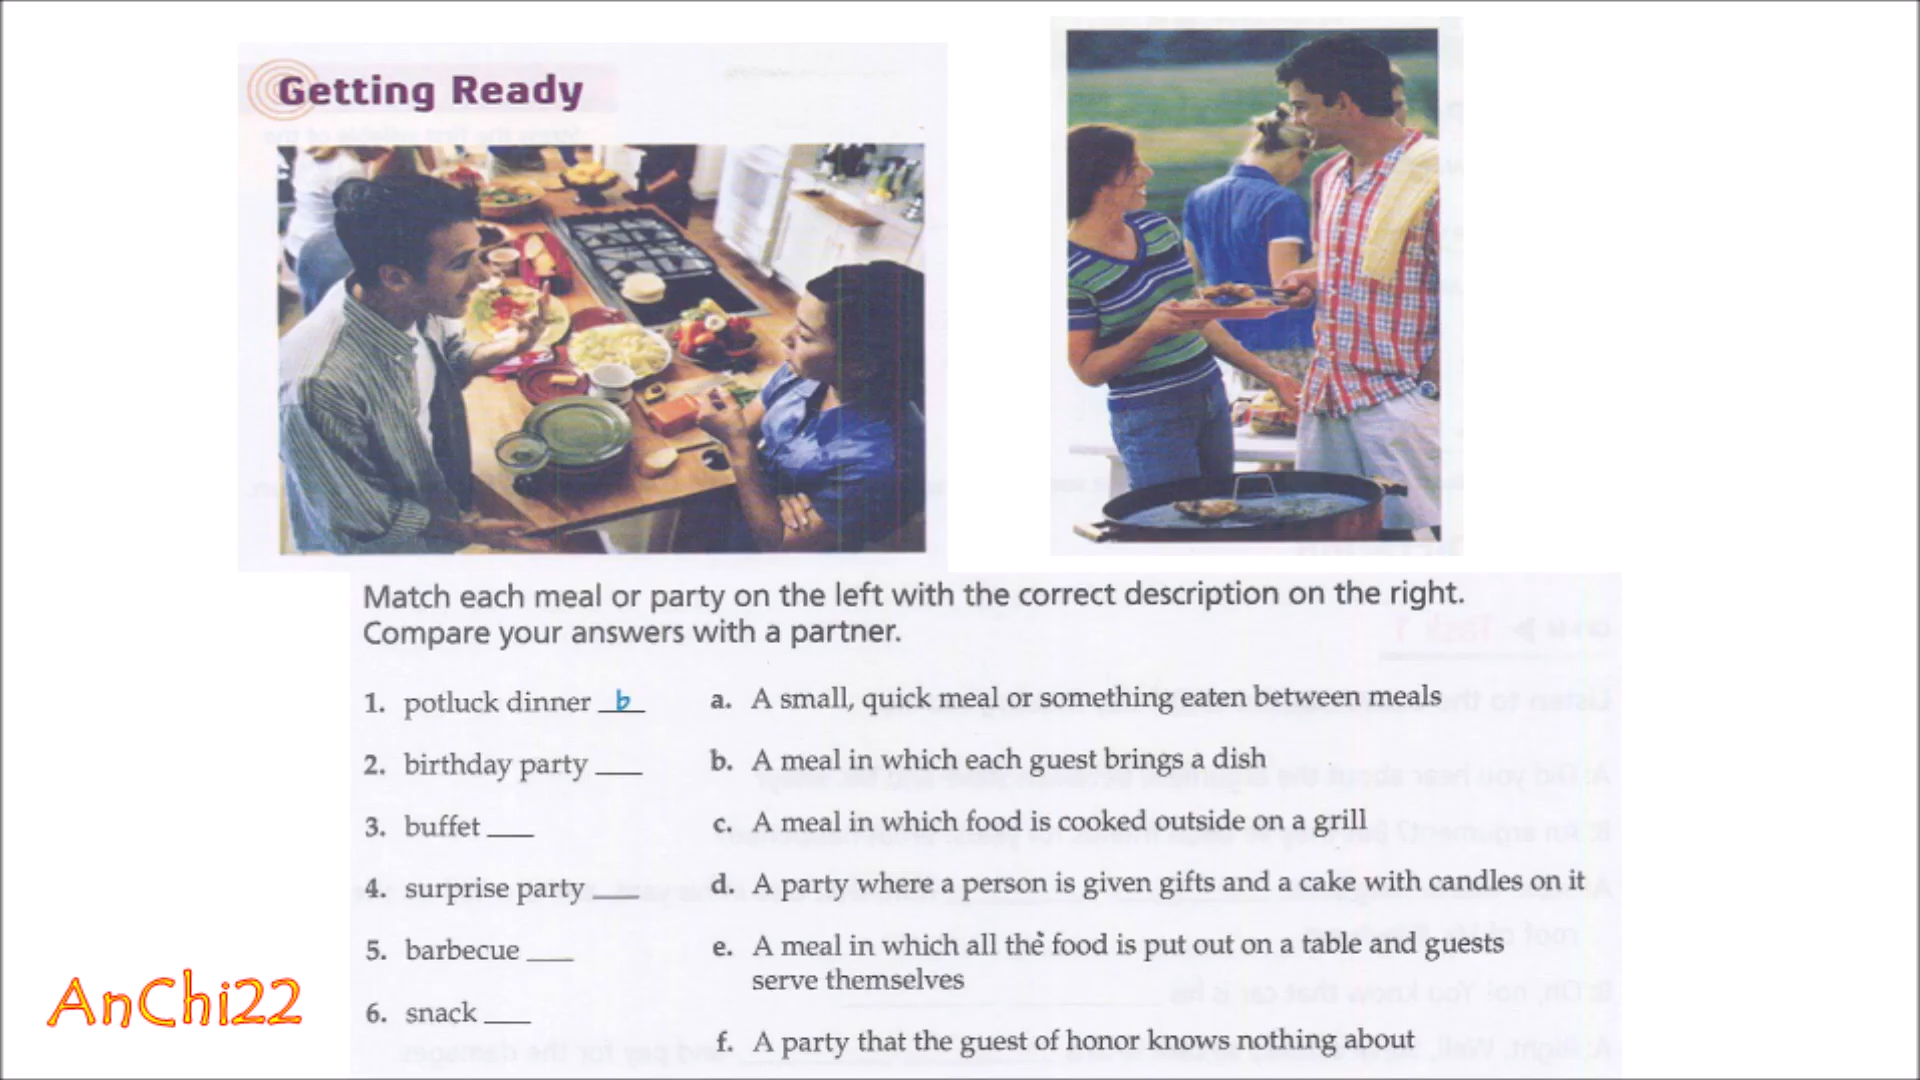 Getting Ready
Match each meal or party on the left with the correct description on the right.
Compare your answers with a partner.
1. potluck dinner b
2. birthday party ___
3. buffet ___
4. surprise party ___
5. barbecue ___
6. snack ___
a. A small, quick meal or something eaten between meals
b. A meal in which each guest brings a dish
c. A meal in which food is cooked outside on a grill
d. A party where a person is given gifts and a cake with candles on it
e. A meal in which all the food is put out on a table and guests
serve themselves
f. A party that the guest of honor knows nothing about
AnChi22